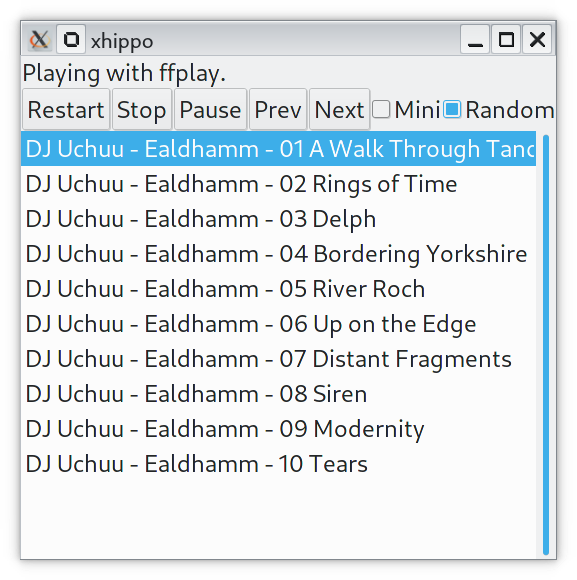 xhippo
Playing with ffplay.
Restart Stop Pause Prev Next Mini Random
DJ Uchuu - Ealdhamm - 01 A Walk Through
DJ Uchuu - Ealdhamm - 02 Rings of Time
DJ Uchuu - Ealdhamm - 03 Delph
DJ Uchuu - Ealdhamm - 04 Bordering Yorkshire
DJ Uchuu - Ealdhamm - 05 River Roch
DJ Uchuu - Ealdhamm - 06 Up on the Edge
DJ Uchuu - Ealdhamm - 07 Distant Fragments
DJ Uchuu - Ealdhamm - 08 Siren
DJ Uchuu - Ealdhamm - 09 Modernity
DJ Uchuu - Ealdhamm - 10 Tears